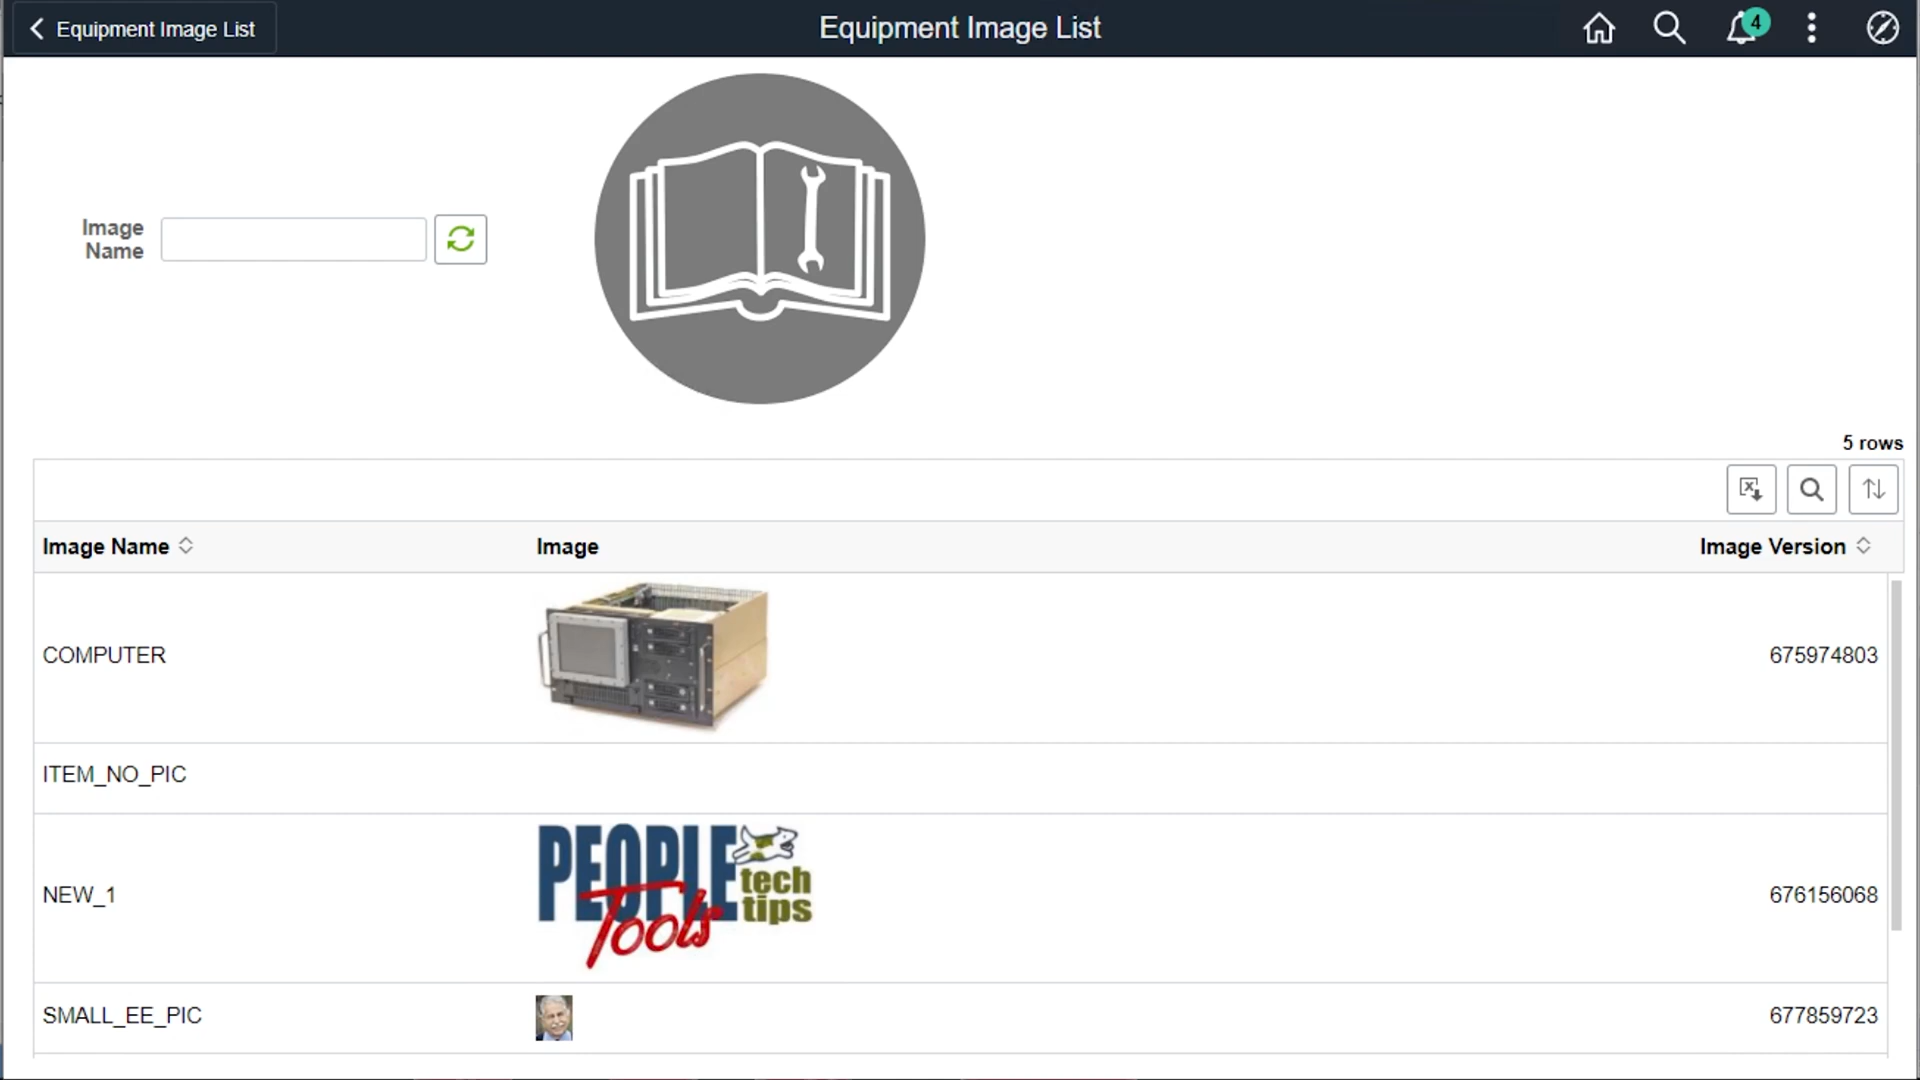 Equipment Image List
Equipment Image List
4
Image
Name
5 rows
Image Name
Image
Image Version
COMPUTER
675974803
ITEM_NO_PIC
NEW_1
PEOPLE
Tools
tech
tips
676156068
SMALL_EE_PIC
677859723